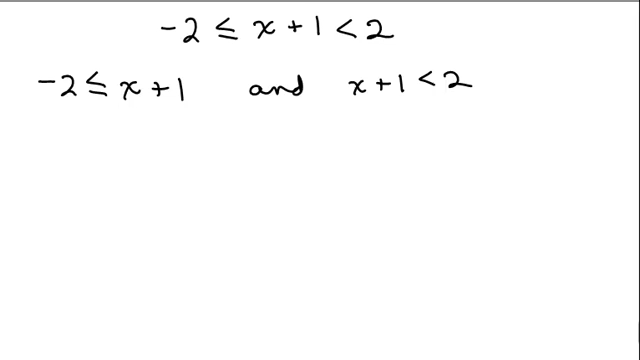 -2 ≤ x + 1 < 2
-2 ≤ x + 1 and x + 1 < 2